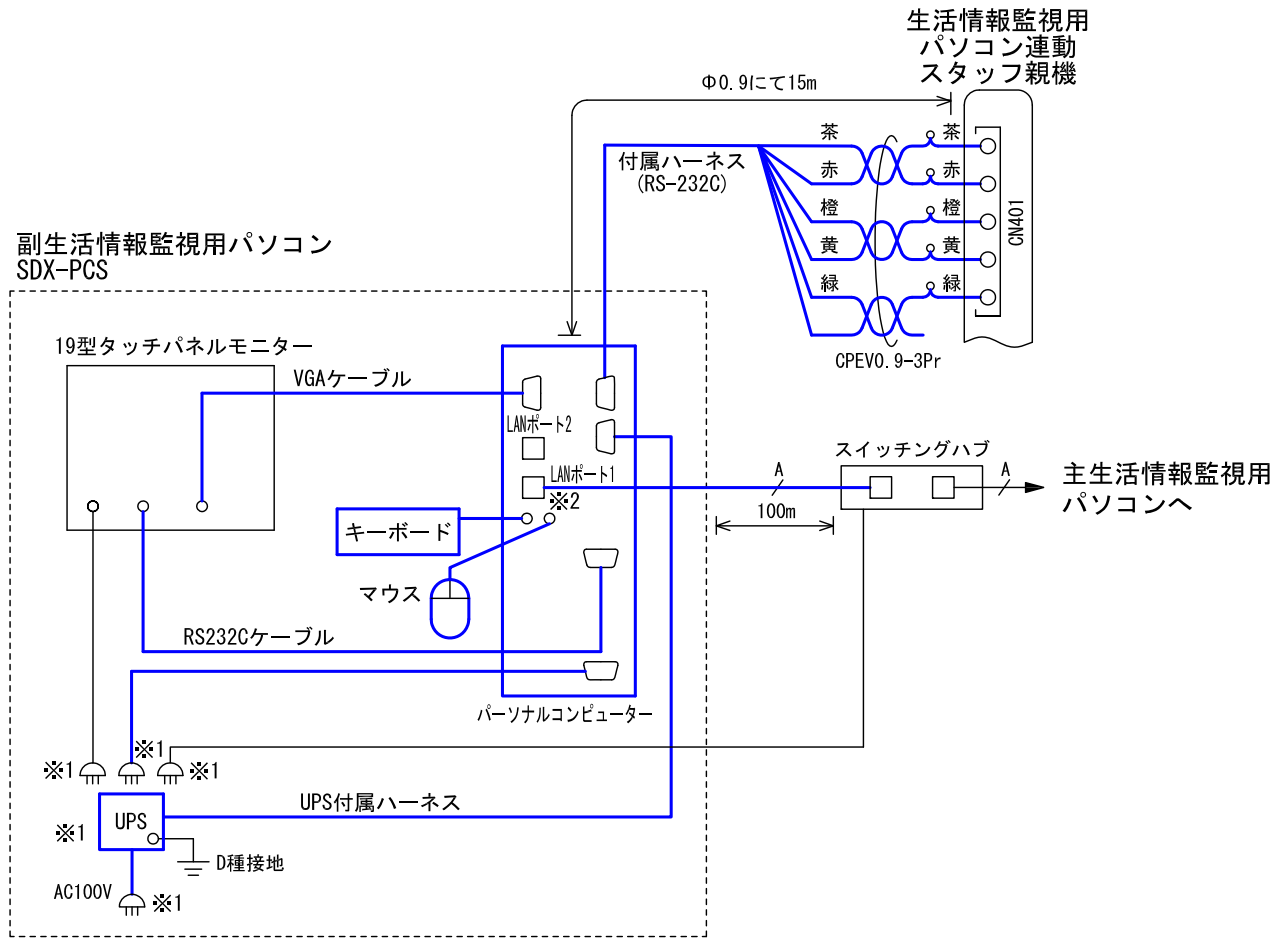 生活情報監視用
パソコン連動
スタッフ親機
Φ0.9にて15m
茶
茶
付属ハーネス
(RS-232C)
赤
赤
橙
橙
CN401
黄
黄
緑
緑
CPEV0.9-3Pr
副生活情報監視用パソコン
SDX-PCS
19型タッチパネルモニター
VGAケーブル
LANポート2
LANポート1
※2
A
スイッチングハブ
A
主生活情報監視用
パソコンへ
100m
キーボード
マウス
RS232Cケーブル
パーソナルコンピューター
※1
※1
※1
UPS付属ハーネス
※1
UPS
D種接地
AC100V
※1